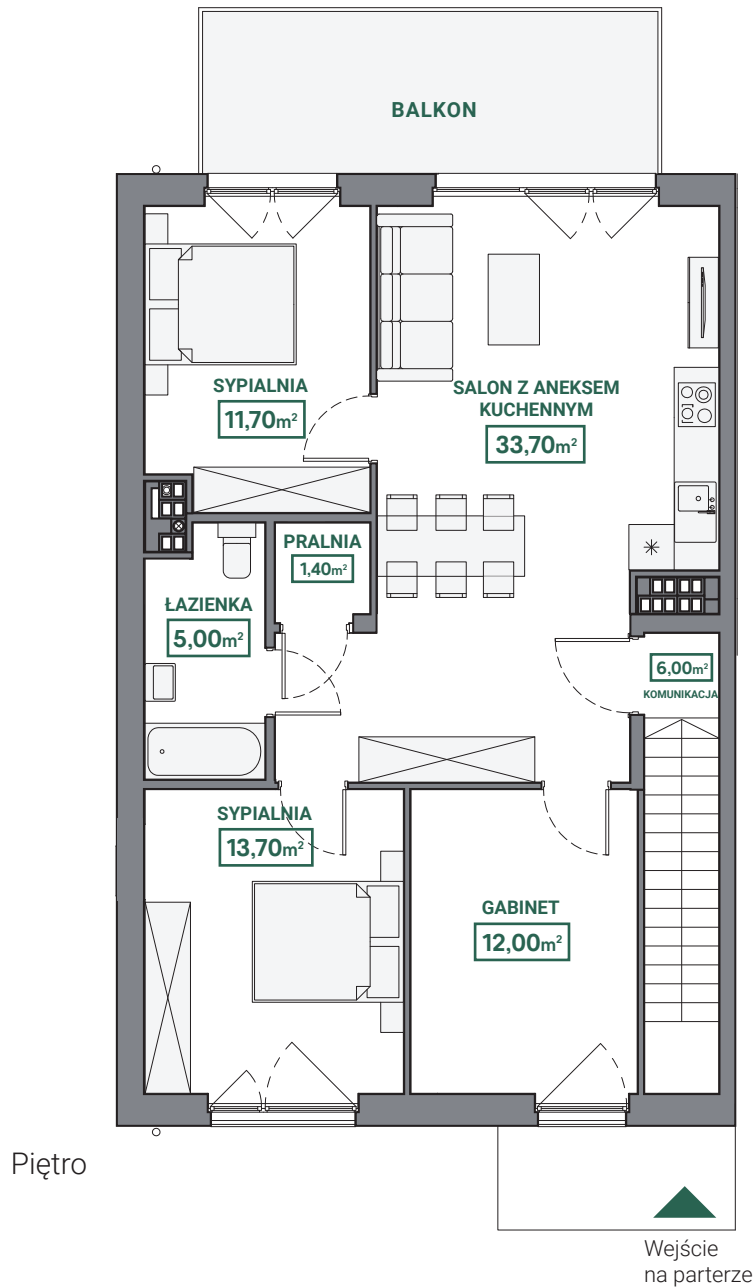 BALKON
SYPIALNIA
11,70m²
SALON Z ANEKSEM
KUCHENNYM
33,70m²
PRALNIA
1,40m²
ŁAZIENKA
5,00m²
6,00m²
KOMUNIKACJA
SYPIALNIA
13,70m²
GABINET
12,00m²
Piętro
Wejście
na parterze